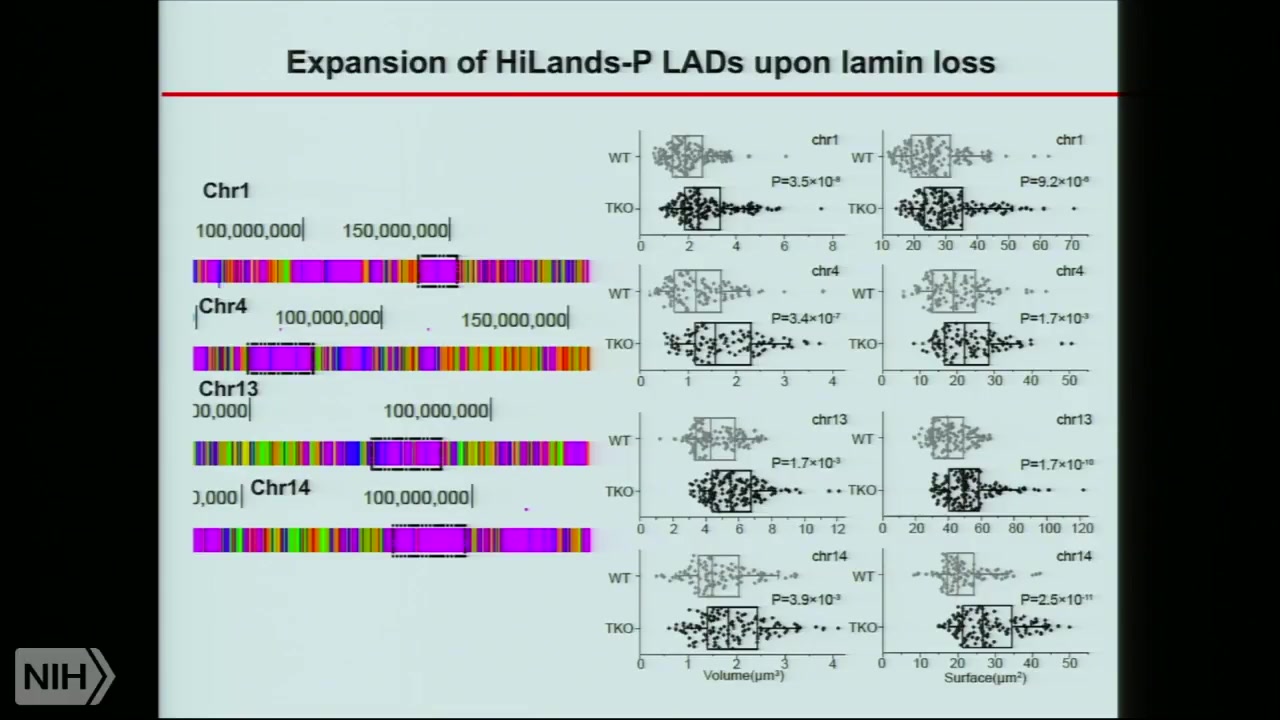 Expansion of HiLands-P LADs upon lamin loss
Chr1
100,000,000 150,000,000
Chr4
100,000,000 150,000,000
Chr13
00,000 100,000,000
Chr14
0,000 100,000,000
chr1
WT
P=3.5×10⁻⁸
TKO
0 2 4 6 8
chr1
WT
TKO
10 20 30 40 50 60 70
chr4
WT
P=3.4×10⁻⁷
TKO
0 1 2 3 4
chr4
WT
P=1.7×10⁻³
TKO
0 10 20 30 40 50
chr13
WT
P=1.7×10⁻³
TKO
0 2 4 6 8 10 12
chr13
WT
P=1.7×10⁻¹⁰
TKO
0 20 40 60 80 100 120
chr14
WT
P=3.9×10⁻³
TKO
0 1 2 3 4
Volume(µm³)
chr14
WT
P=2.5×10⁻¹¹
TKO
0 10 20 30 40 50
Surface(µm²)
NIH